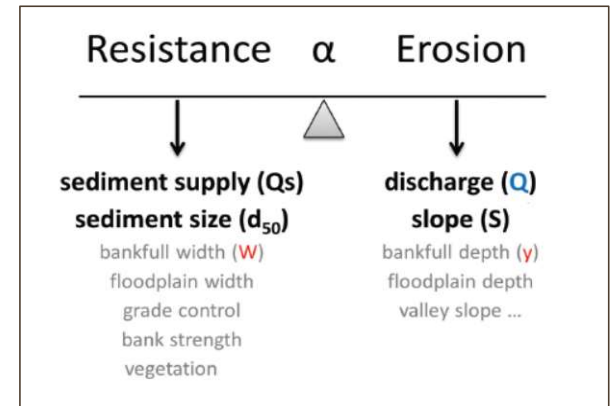 Resistance α Erosion
sediment supply (Qs)
sediment size (d₅₀)
bankfull width (W)
floodplain width
grade control
bank strength
vegetation
discharge (Q)
slope (S)
bankfull depth (y)
floodplain depth
valley slope ...